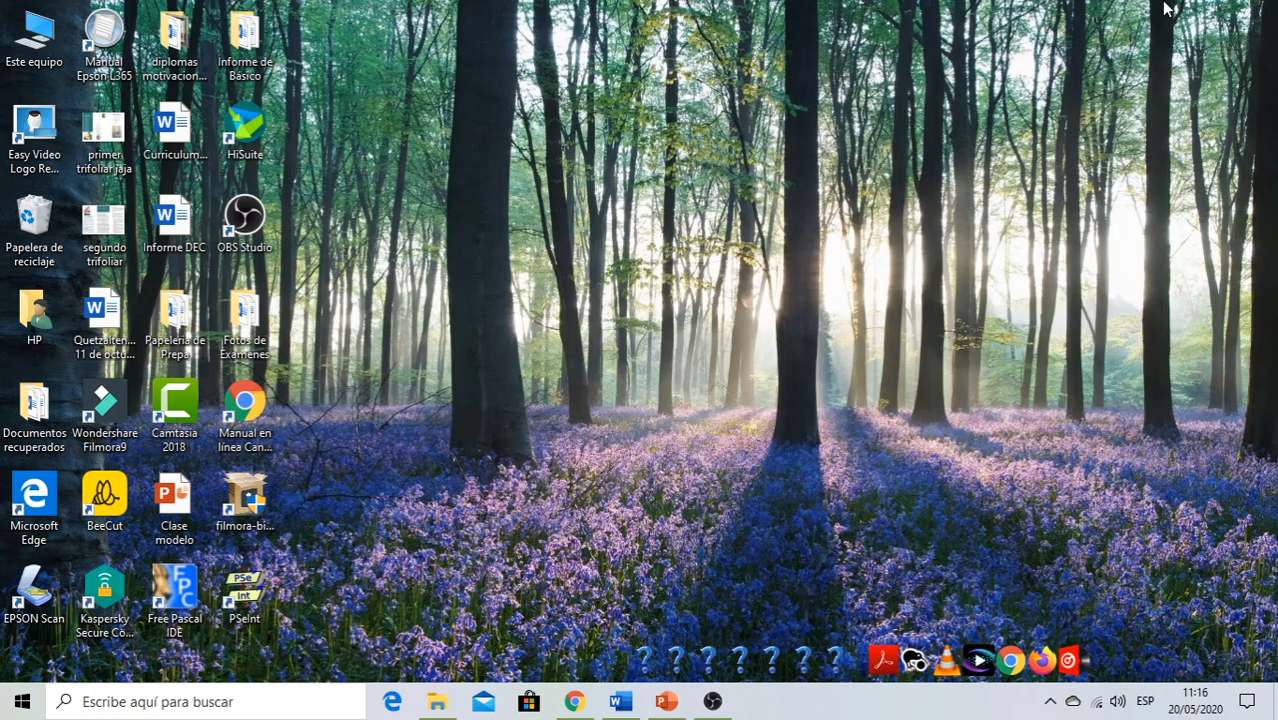 Este equipo
Manual
Epson L365
diplomas
motivacion...
Informe de
Básico
Easy Video
Logo Re...
primer
trifoliar jaja
Curriculum...
HiSuite
Papelera de
reciclaje
segundo
trifoliar
Informe DEC
OBS Studio
HP
Quetzalten...
11 de octu...
Papelería de
Prepa
Fotos de
Examenes
Documentos
recuperados
Wondershare
Filmora9
Camtasia
2018
Manual en
línea Can...
Microsoft
Edge
BeeCut
Clase
modelo
filmora-bi...
EPSON Scan
Kaspersky
Secure Co...
FPC
Free Pascal
IDE
PSe
Int
PSeInt
? ? ? ? ? ? ?
Escribe aquí para buscar
ESP
11:16
20/05/2020